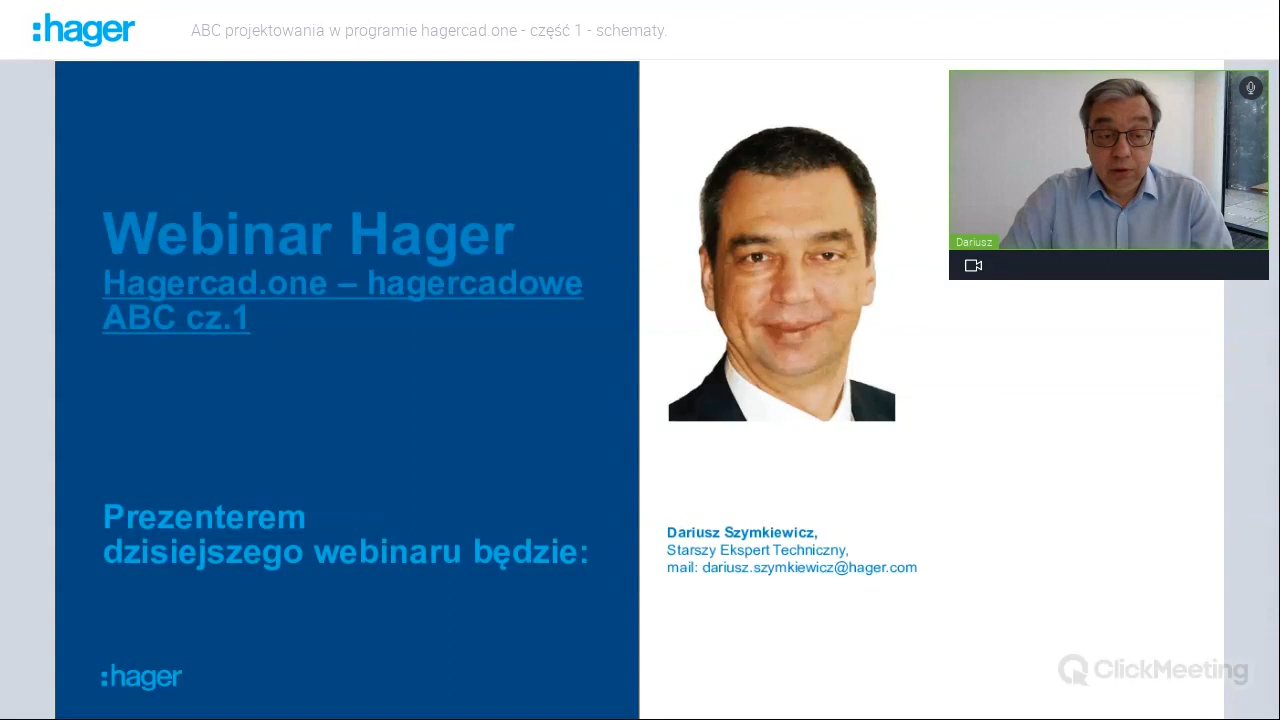 :hager
ABC projektowania w programie hagercad.one - część 1 - schematy.
Webinar Hager
Hagercad.one – hagercadowe
ABC cz.1
Prezenterem
dzisiejszego webinaru będzie:
:hager
Dariusz
Dariusz Szymkiewicz,
Starszy Ekspert Techniczny,
mail: dariusz.szymkiewicz@hager.com
ClickMeeting